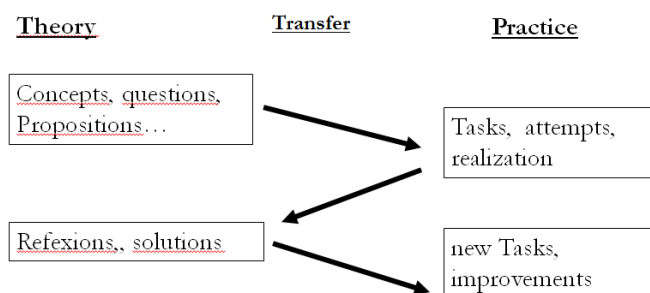 Theory
Transfer
Practice
Concepts, questions,
Propositions…
Tasks, attempts,
realization
Refexions,, solutions
new Tasks,
improvements